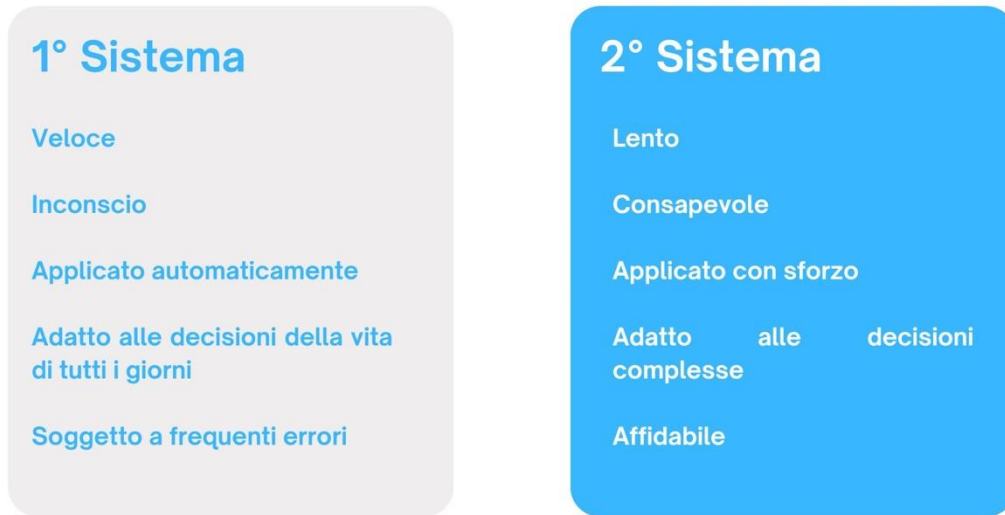 1° Sistema
Veloce
Inconscio
Applicato automaticamente
Adatto alle decisioni della vita
di tutti i giorni
Soggetto a frequenti errori
2° Sistema
Lento
Consapevole
Applicato con sforzo
Adatto alle decisioni
complesse
Affidabile